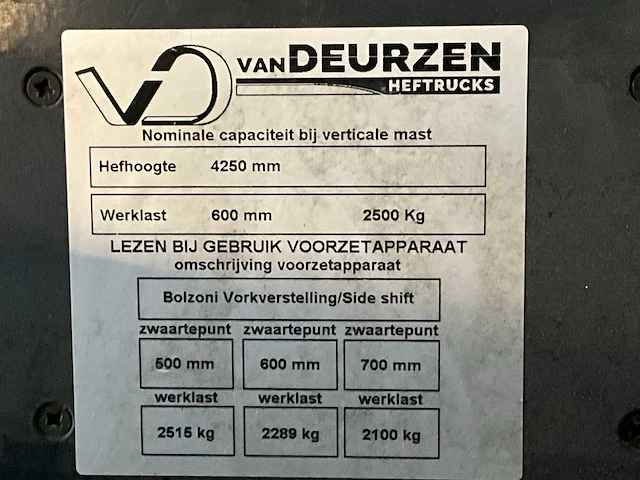 VD VANDEURZEN
HEFTRUCKS
Nominale capaciteit bij verticale mast
Hefhoogte 4250 mm
Werklast 600 mm 2500 Kg
LEZEN BIJ GEBRUIK VOORZETAPPARAAT
omschrijving voorzetapparaat
Bolzoni Vorkverstelling/Side shift
zwaartepunt zwaartepunt zwaartepunt
500 mm 600 mm 700 mm
werklast werklast werklast
2515 kg 2289 kg 2100 kg